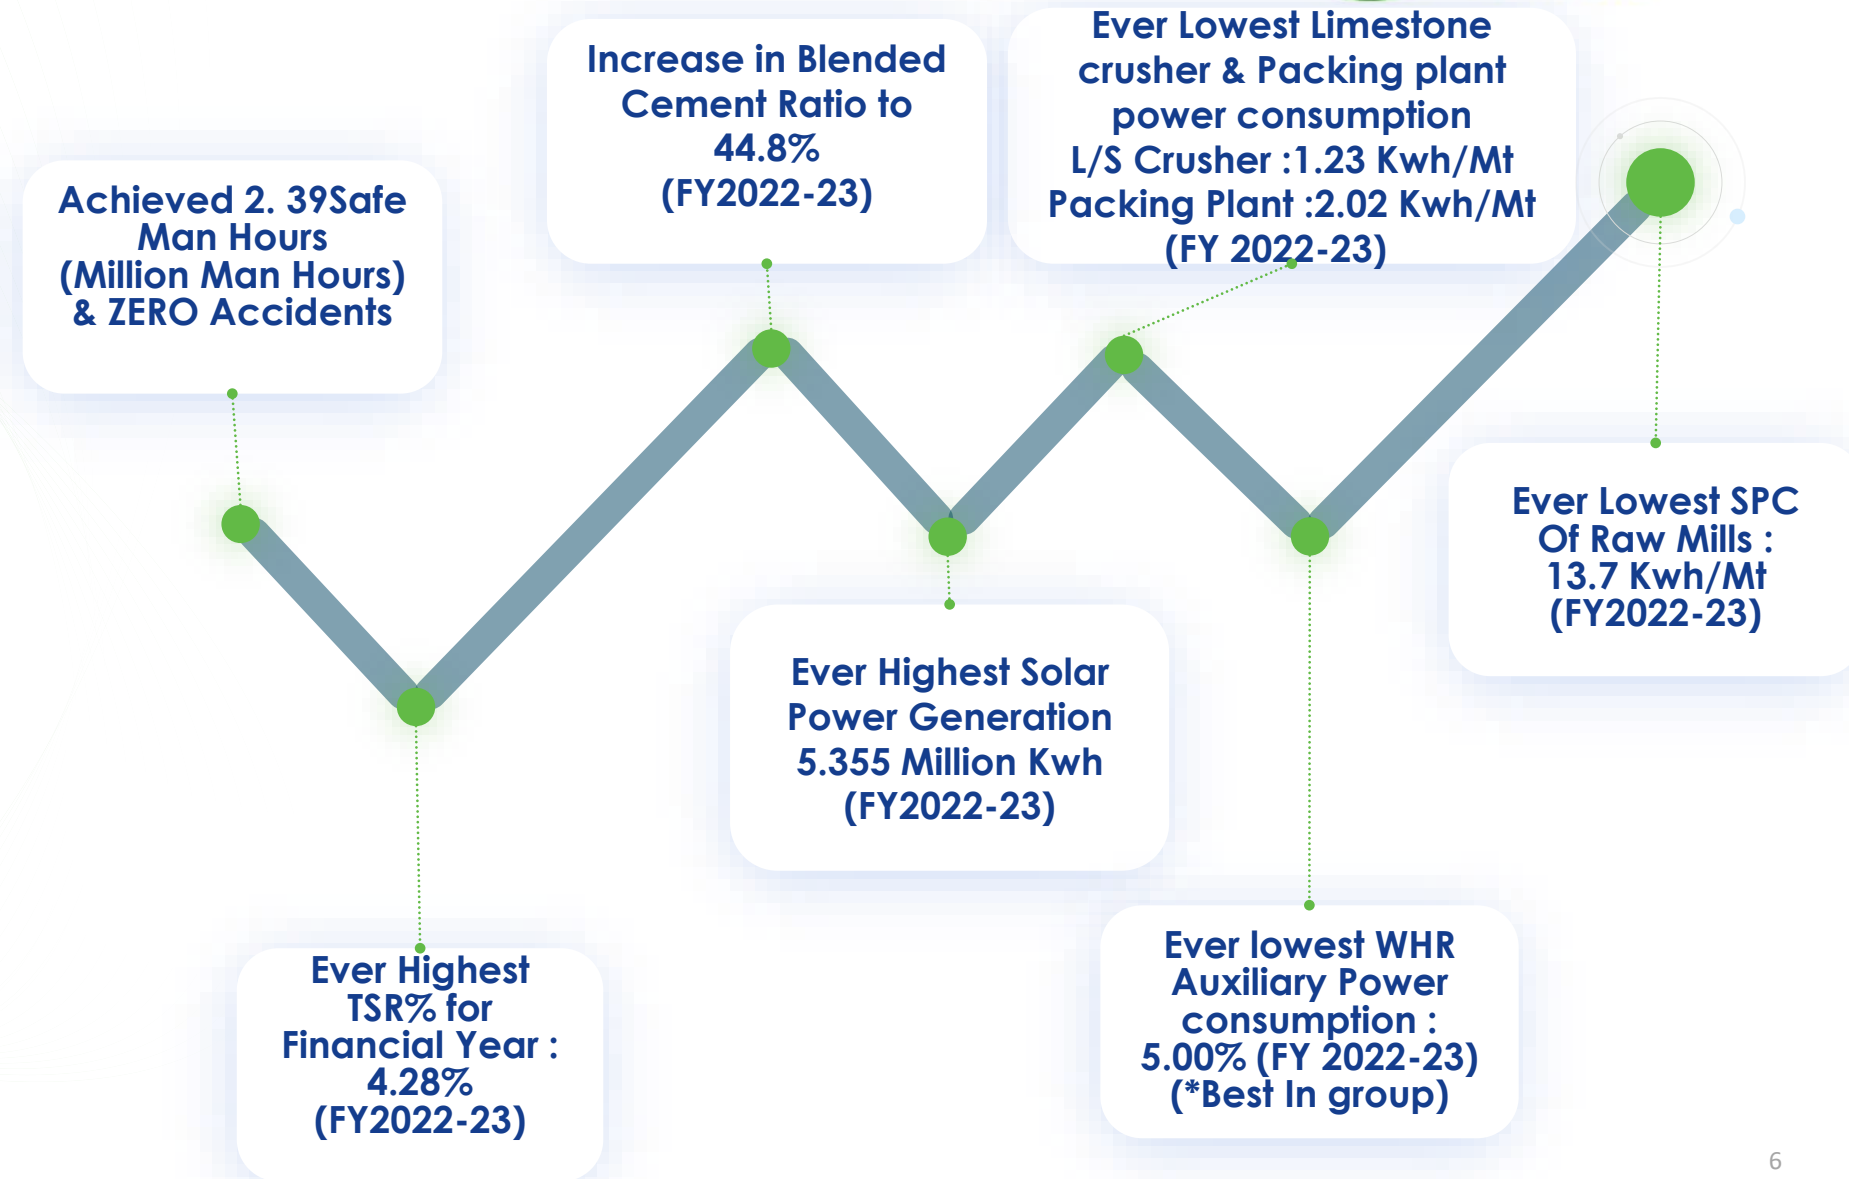 Achieved 2. 39Safe
Man Hours
(Million Man Hours)
& ZERO Accidents
Ever Highest
TSR% for
Financial Year :
4.28%
(FY2022-23)
Increase in Blended
Cement Ratio to
44.8%
(FY2022-23)
Ever Highest Solar
Power Generation
5.355 Million Kwh
(FY2022-23)
Ever Lowest Limestone
crusher & Packing plant
power consumption
L/S Crusher :1.23 Kwh/Mt
Packing Plant :2.02 Kwh/Mt
(FY 2022-23)
Ever lowest WHR
Auxiliary Power
consumption :
5.00% (FY 2022-23)
(*Best In group)
Ever Lowest SPC
Of Raw Mills :
13.7 Kwh/Mt
(FY2022-23)
6